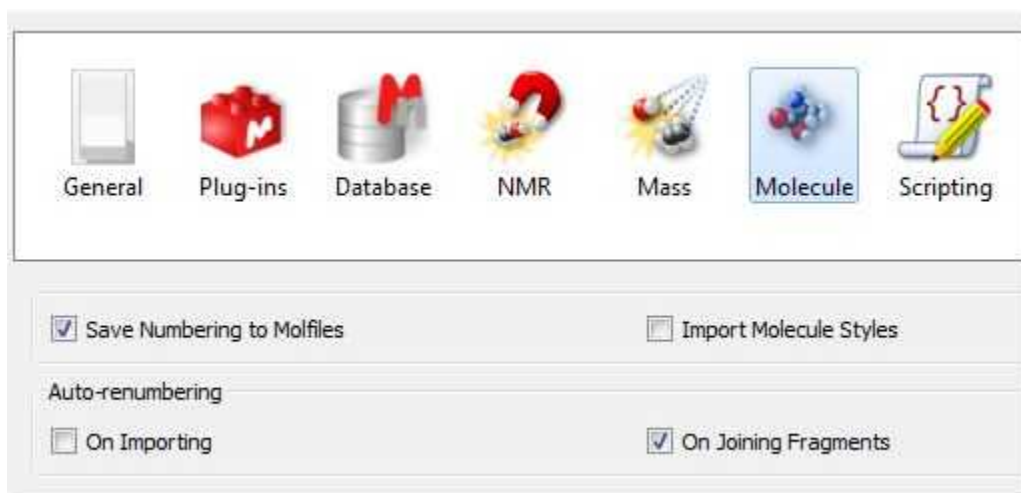 General Plug-ins Database NMR Mass Molecule Scripting
Save Numbering to Molfiles Import Molecule Styles
Auto-renumbering
On Importing On Joining Fragments